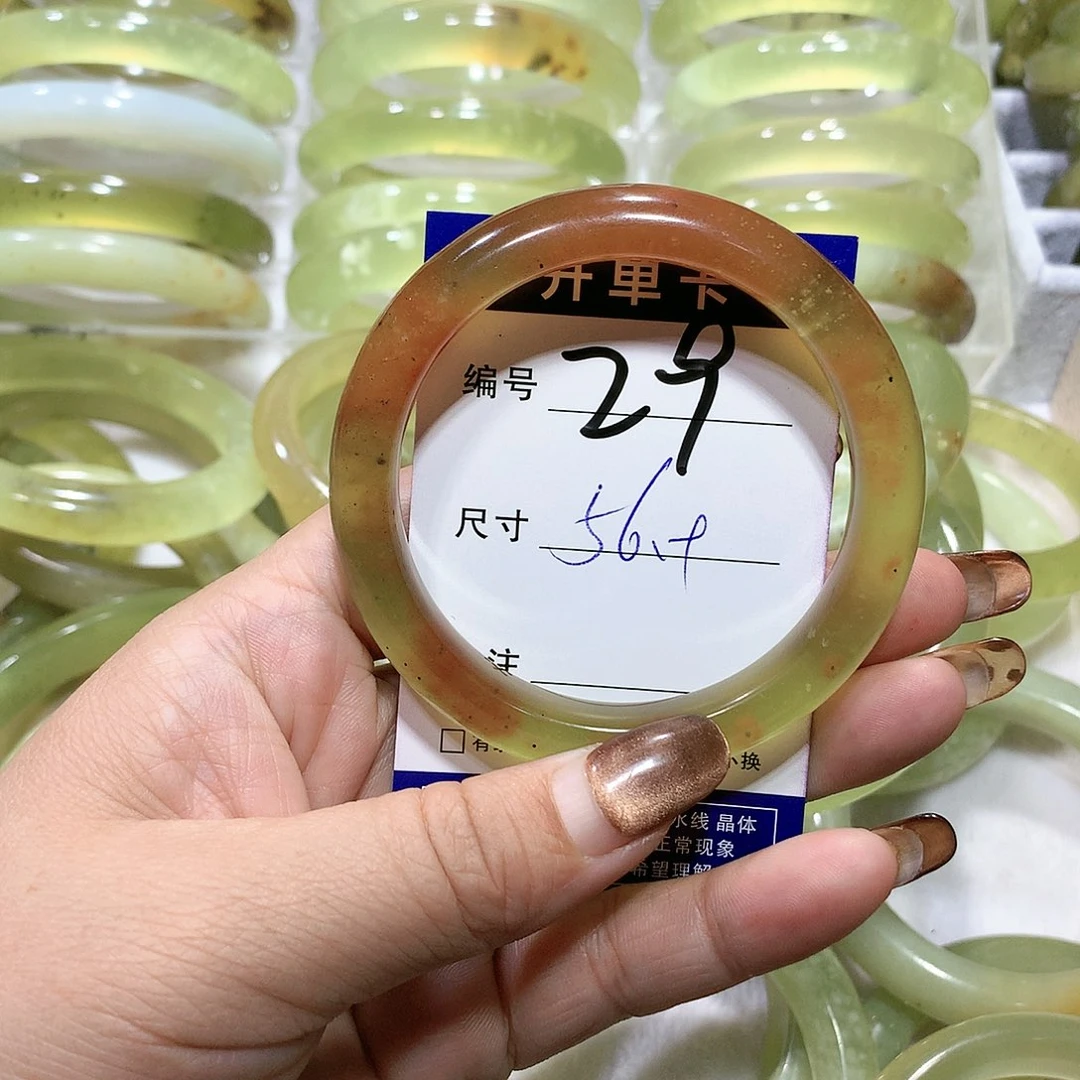 开单卡
编号 29
尺寸 56.4
注
有
小换
水线 晶体
正常现象
希望理解